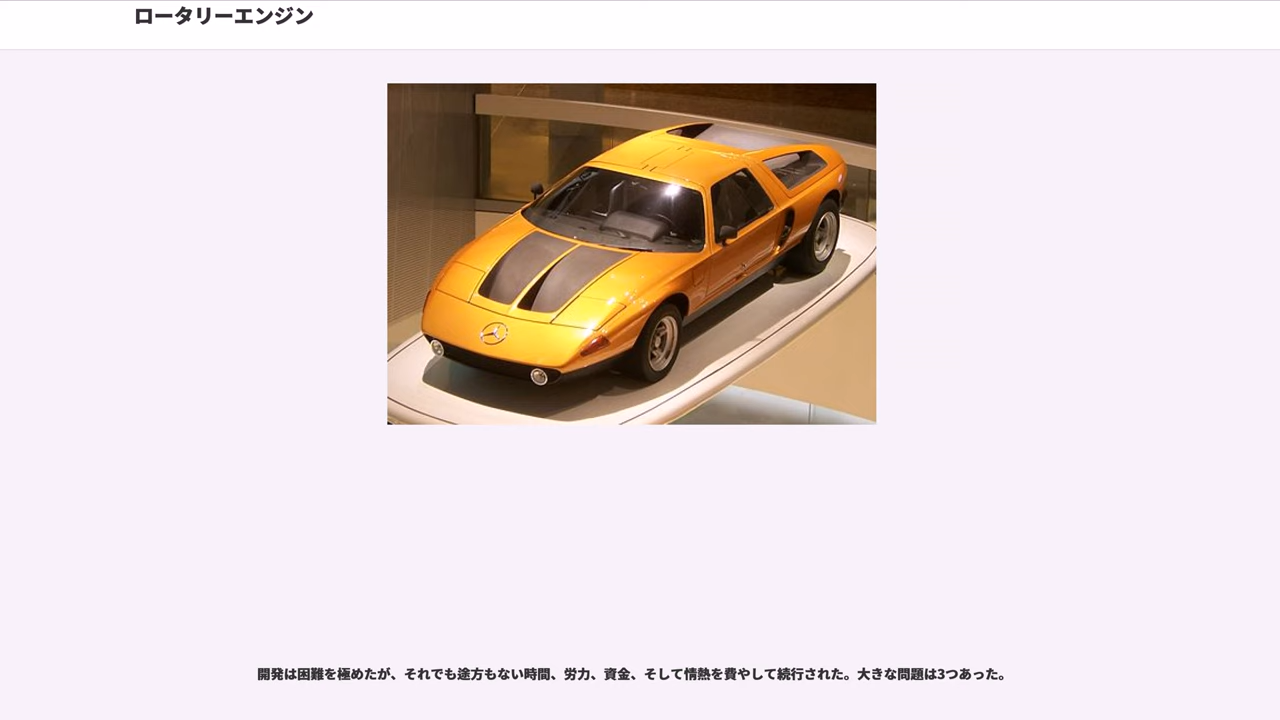 ロータリーエンジン
開発は困難を極めたが、それでも途方もない時間、労力、資金、そして情熱を費やして続行された。大きな問題は3つあった。